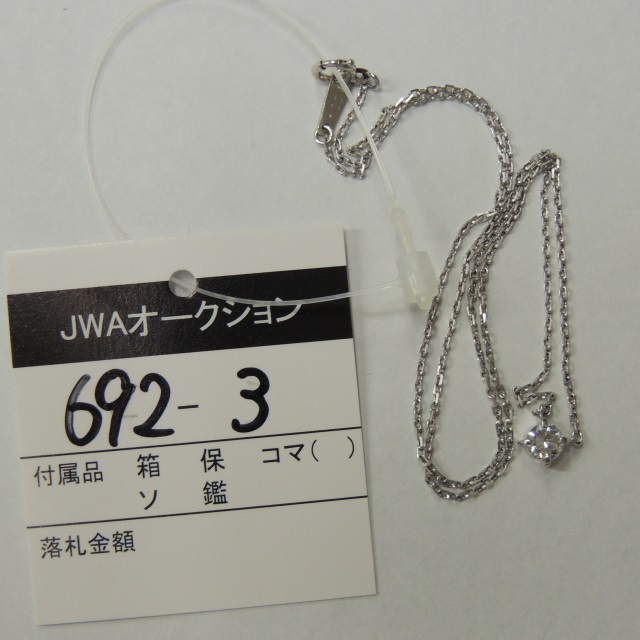 JWAオークション
692-3
付属品 箱 保 コマ( )
ソ 鑑
落札金額